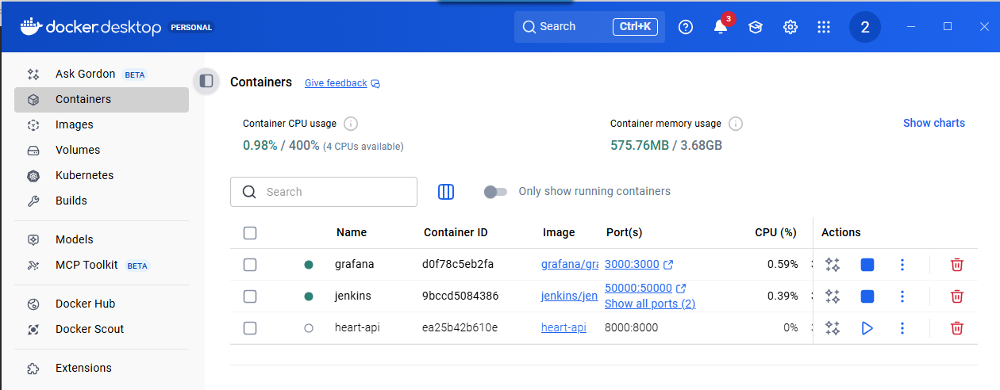 docker.desktop PERSONAL
Search Ctrl+K
3
2
Ask Gordon BETA
Containers
Images
Volumes
Kubernetes
Builds
Models
MCP Toolkit BETA
Docker Hub
Docker Scout
Extensions
Containers Give feedback
Container CPU usage
0.98% / 400% (4 CPUs available)
Container memory usage
575.76MB / 3.68GB
Show charts
Search
Only show running containers
Name Container ID Image Port(s) CPU (%) Actions
grafana d0f78c5eb2fa grafana/gra 3000:3000 0.59%
jenkins 9bccd5084386 jenkins/jen 50000:50000 0.39%
Show all ports (2)
heart-api ea25b42b610e heart-api 8000:8000 0%